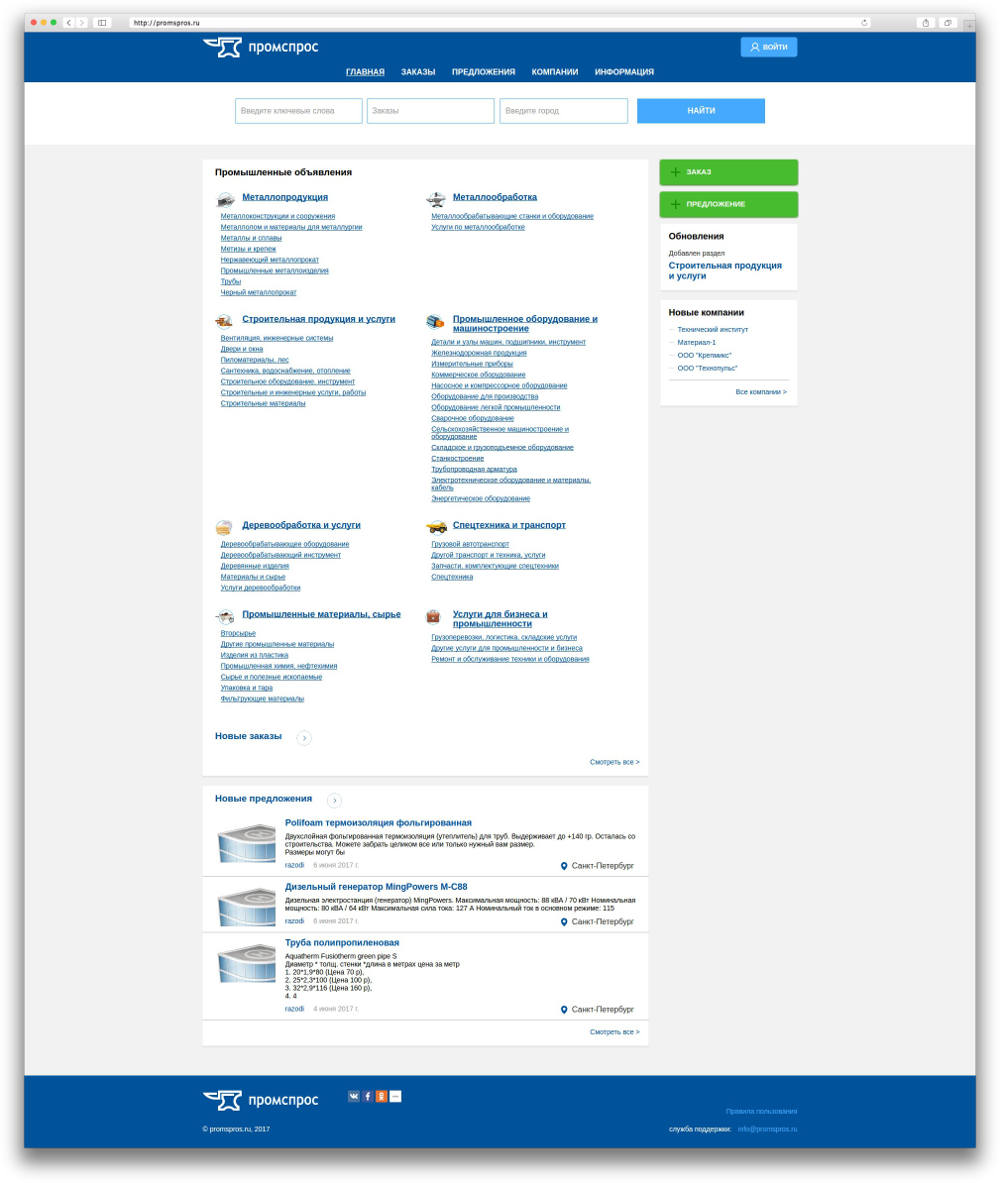 http://promspros.ru
промспрос
ВОЙТИ
ГЛАВНАЯ ЗАКАЗЫ ПРЕДЛОЖЕНИЯ КОМПАНИИ ИНФОРМАЦИЯ
Введите ключевые слова Заказы Введите город НАЙТИ
Промышленные объявления
Металлопродукция
Металлоконструкции и сооружения
Металлолом и материалы для металлургии
Металлы и сплавы
Метизы и крепеж
Нержавеющий металлопрокат
Промышленные металлоизделия
Трубы
Черный металлопрокат
Металлообработка
Металлообрабатывающие станки и оборудование
Услуги по металлообработке
Строительная продукция и услуги
Вентиляция, инженерные системы
Двери и окна
Пиломатериалы, лес
Сантехника, водоснабжение, отопление
Строительное оборудование, инструмент
Строительные и инженерные услуги, работы
Строительные материалы
Промышленное оборудование и
машиностроение
Детали и узлы машин, подшипники, инструмент
Железнодорожная продукция
Измерительные приборы
Коммерческое оборудование
Насосное и компрессорное оборудование
Оборудование для производства
Оборудование легкой промышленности
Сварочное оборудование
Сельскохозяйственное машиностроение и
оборудование
Складское и грузоподъемное оборудование
Станкостроение
Трубопроводная арматура
Электротехническое оборудование и материалы,
кабель
Энергетическое оборудование
Деревообработка и услуги
Деревообрабатывающее оборудование
Деревообрабатывающий инструмент
Деревянные изделия
Материалы и сырье
Услуги деревообработки
Спецтехника и транспорт
Грузовой автотранспорт
Другой транспорт и техника, услуги
Запчасти, комплектующие спецтехники
Спецтехника
Промышленные материалы, сырье
Вторсырье
Другие промышленные материалы
Изделия из пластика
Промышленная химия, нефтехимия
Сырье и полезные ископаемые
Упаковка и тара
Фильтрующие материалы
Услуги для бизнеса и
промышленности
Грузоперевозки, логистика, складские услуги
Другие услуги для промышленности и бизнеса
Ремонт и обслуживание техники и оборудования
Новые заказы
Смотреть все >
ЗАКАЗ
ПРЕДЛОЖЕНИЕ
Обновления
Добавлен раздел
Строительная продукция
и услуги
Новые компании
Технический институт
Материал-1
ООО "Крепмикс"
ООО "Технопульс"
Все компании >
Новые предложения
Polifoam термоизоляция фольгированная
Двухслойная фольгированная термоизоляция (утеплитель) для труб. Выдерживает до +140 гр. Осталась со
строительства. Можете забрать целиком все или только нужный вам размер.
Размеры могут бы
razodi 6 июня 2017 г. Санкт-Петербург
Дизельный генератор MingPowers M-C88
Дизельная электростанция (генератор) MingPowers. Максимальная мощность: 88 кВА / 70 кВт Номинальная
мощность: 80 кВА / 64 кВт Максимальная сила тока: 127 А Номинальный ток в основном режиме: 115
razodi 6 июня 2017 г. Санкт-Петербург
Труба полипропиленовая
Aquatherm Fusiotherm green pipe S
Диаметр * толщ. стенки *длина в метрах цена за метр
1. 20*1,9*80 (Цена 70 р),
2. 25*2,3*100 (Цена 100 р),
3. 32*2,9*116 (Цена 160 р),
4. 4
razodi 4 июня 2017 г. Санкт-Петербург
Смотреть все >
промспрос
Правила пользования
© promspros.ru, 2017
служба поддержки: info@promspros.ru